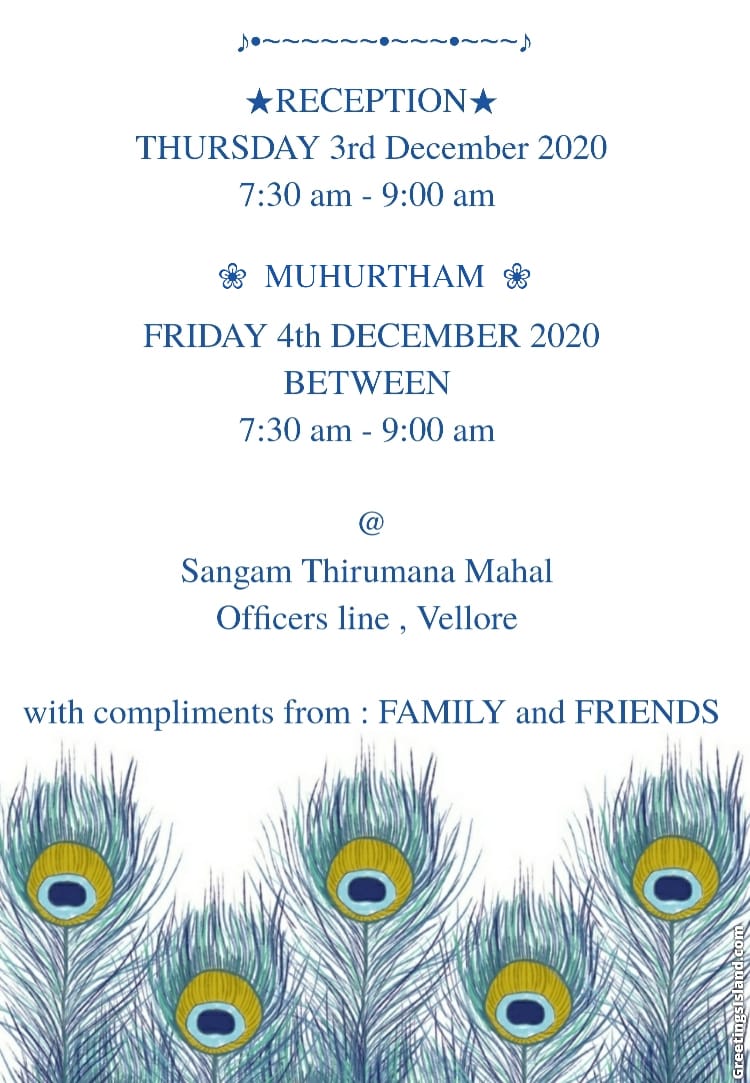 ♪•~~~~~~•~~~•~~~♪
★RECEPTION★
THURSDAY 3rd December 2020
7:30 am - 9:00 am
❀ MUHURTHAM ❀
FRIDAY 4th DECEMBER 2020
BETWEEN
7:30 am - 9:00 am
@
Sangam Thirumana Mahal
Officers line , Vellore
with compliments from : FAMILY and FRIENDS
GreetingsIsland.com